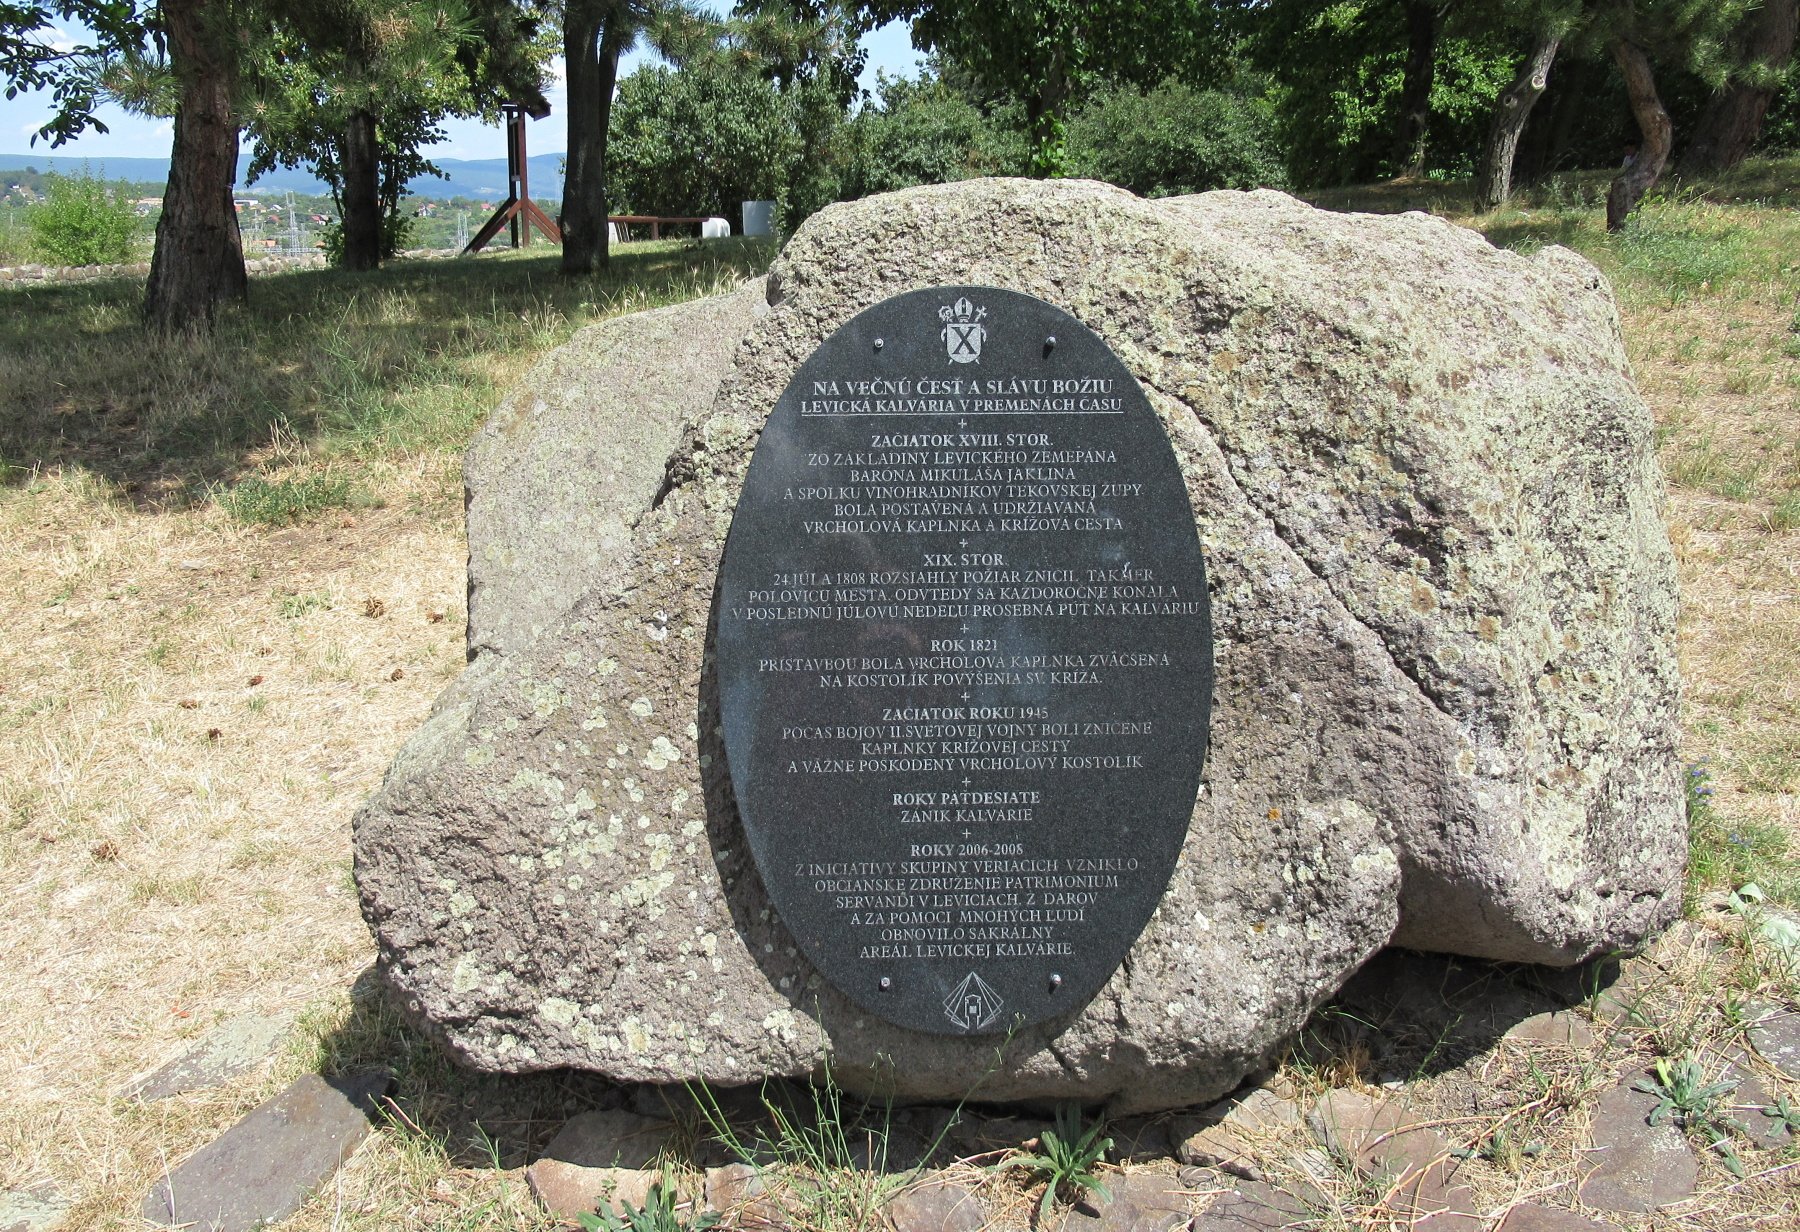 X
NA VEČNÚ ČESŤ A SLÁVU BOŽIU
LEVICKÁ KALVÁRIA V PREMENÁCH ČASU
ZAČIATOK XVIII. STOR.
ZO ZÁKLADINY LEVICKÉHO ZEMEPÁNA
BARÓNA MIKULÁŠA JAKLINA
A SPOLKU VINOHRADNÍKOV TEKOVSKEJ ŽUPY
BOLA POSTAVENÁ A UDRŽIAVANÁ
VRCHOLOVÁ KAPLNKA A KRÍŽOVÁ CESTA
XIX. STOR.
24.JÚLA 1808 ROZSIAHLY POŽIAR ZNIČIL TAKMER
POLOVICU MESTA. ODVTEDY SA KAŽDOROČNE KONALA
V POSLEDNÚ JÚLOVÚ NEDEĽU PROSEBNÁ PÚŤ NA KALVÁRIU
ROK 1821
PRÍSTAVBOU BOLA VRCHOLOVÁ KAPLNKA ZVÄČŠENÁ
NA KOSTOLÍK POVÝŠENIA SV. KRÍŽA.
ZAČIATOK ROKU 1945
POČAS BOJOV II.SVETOVEJ VOJNY BOLI ZNIČENÉ
KAPLNKY KRÍŽOVEJ CESTY
A VÁŽNE POŠKODENÝ VRCHOLOVÝ KOSTOLÍK
ROKY PÄŤDESIATE
ZÁNIK KALVÁRIE
ROKY 2006-2008
Z INICIATÍVY SKUPINY VERIACICH VZNIKLO
OBČIANSKE ZDRUŽENIE PATRIMONIUM
SERVANDI V LEVICIACH. Z DAROV
A ZA POMOCI MNOHÝCH ĽUDÍ
OBNOVILO SAKRÁLNY
AREÁL LEVICKEJ KALVÁRIE.